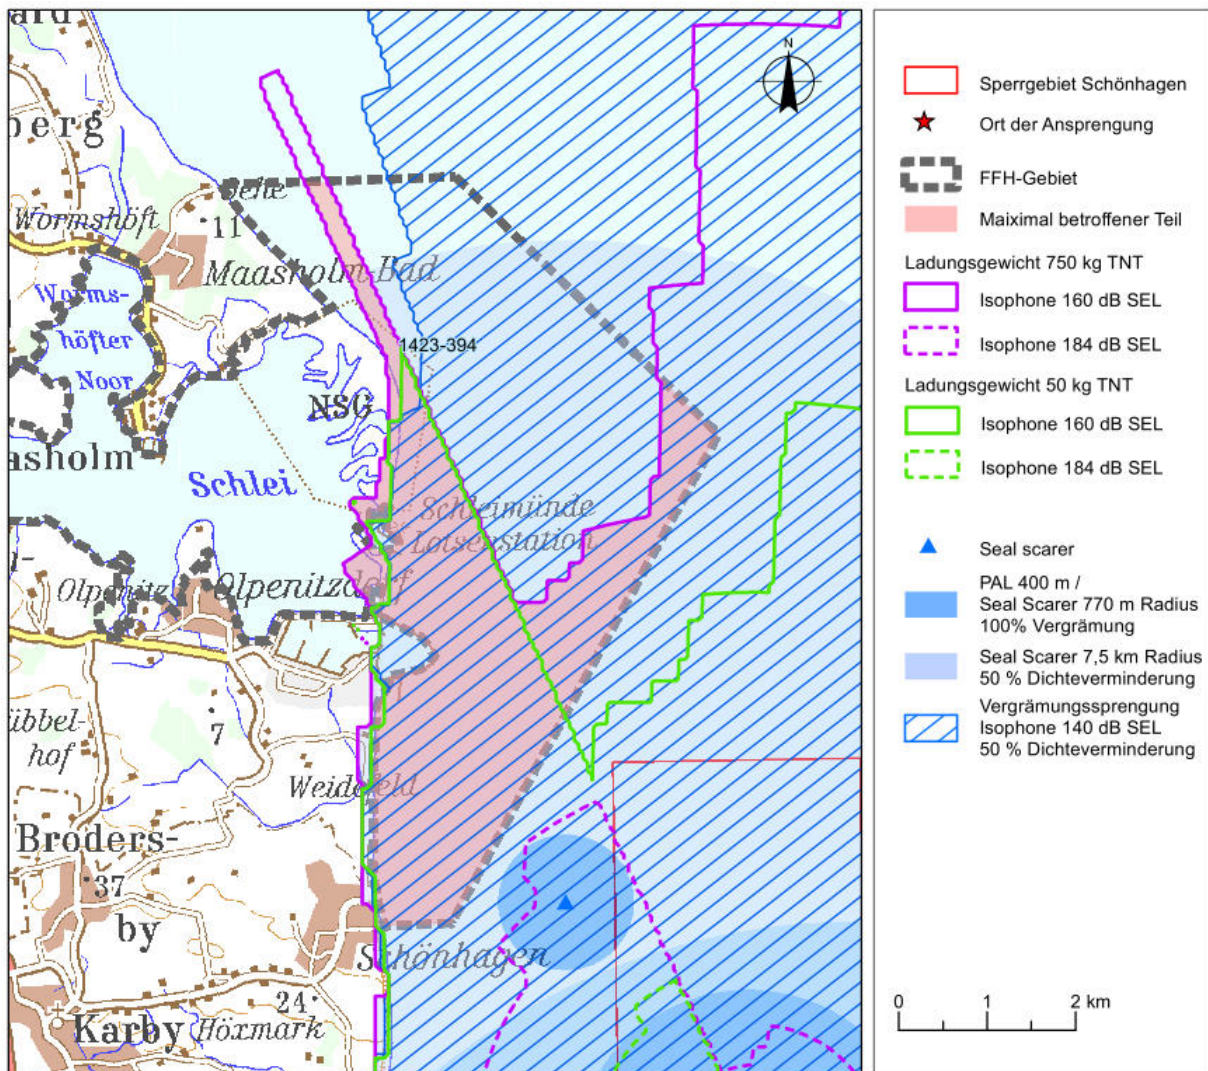 ard
N
berg
Wormshöft
11
Maasholm-Bad
Worms-
höfter
Noor
1423-394
NSG
asholm
Schlei
Schleimünde
Lotsenstation
Olpenitz
Olpenitzdorf
7
übbel-
hof
Weidefeld
Broders-
37
by
Schönhagen
24
Karby
Höxmark
Sperrgebiet Schönhagen
Ort der Ansprengung
FFH-Gebiet
Maiximal betroffener Teil
Ladungsgewicht 750 kg TNT
Isophone 160 dB SEL
Isophone 184 dB SEL
Ladungsgewicht 50 kg TNT
Isophone 160 dB SEL
Isophone 184 dB SEL
Seal scarer
PAL 400 m /
Seal Scarer 770 m Radius
100% Vergrämung
Seal Scarer 7,5 km Radius
50 % Dichteverminderung
Vergrämungssprengung
Isophone 140 dB SEL
50 % Dichteverminderung
0 1 2 km